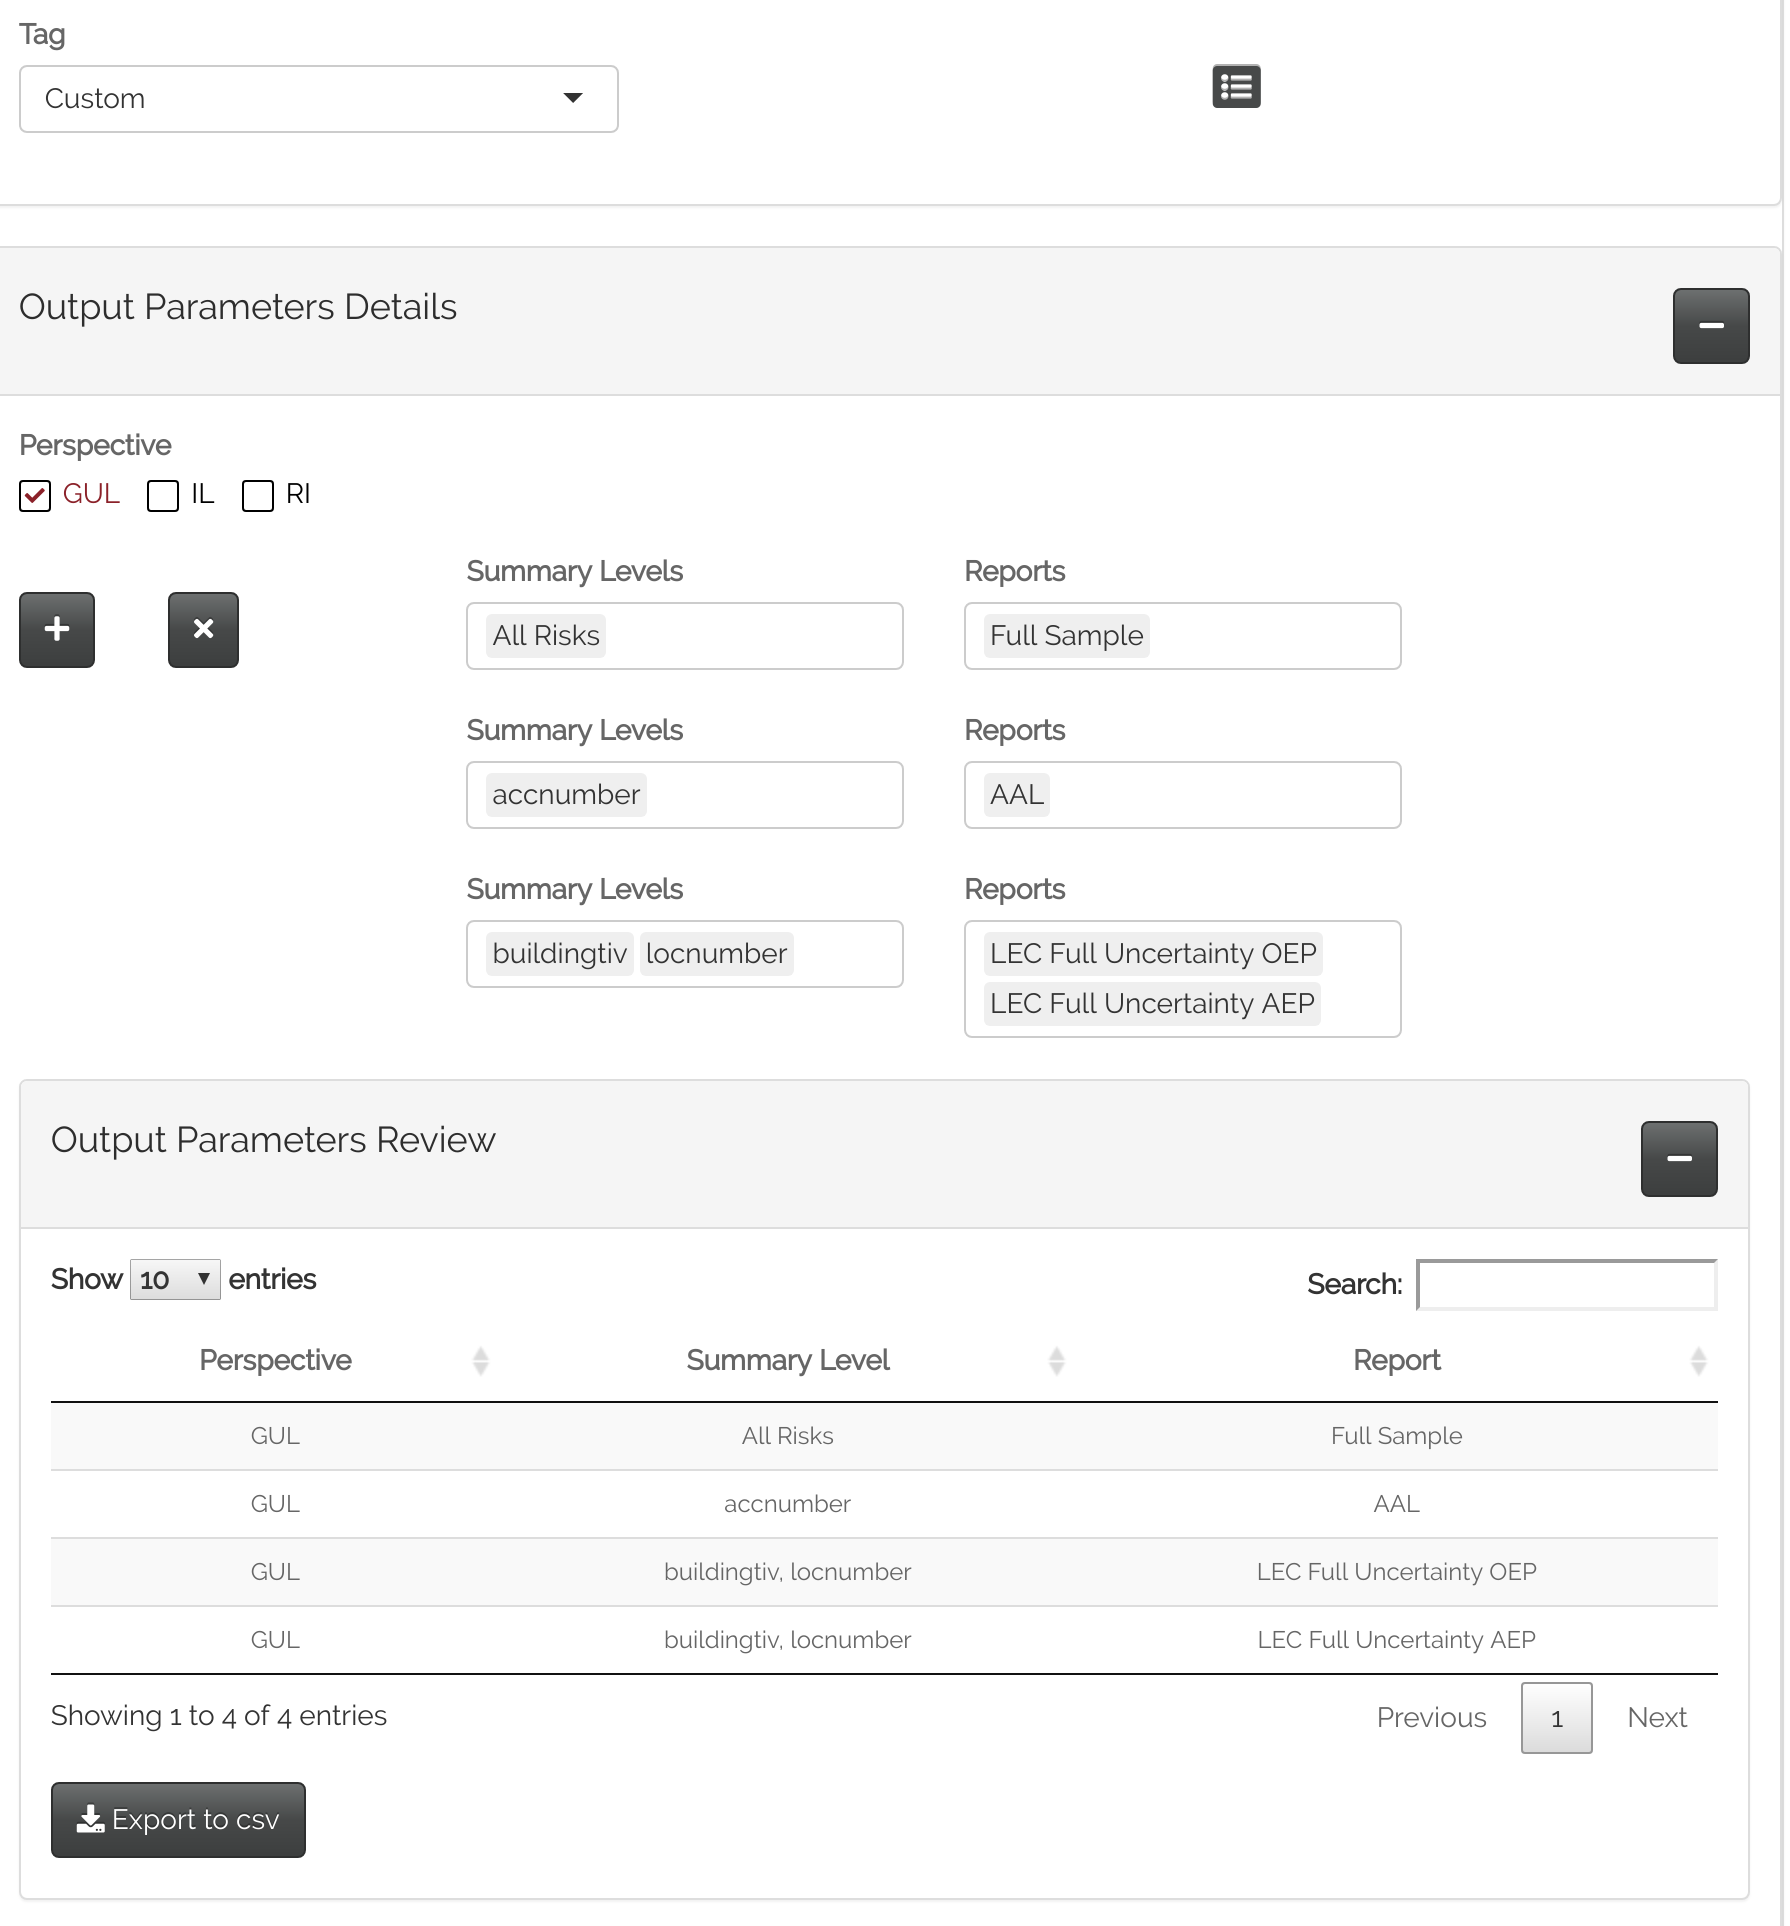 Tag
Custom
Output Parameters Details
Perspective
GUL IL RI
Summary Levels Reports
All Risks Full Sample
Summary Levels Reports
accnumber AAL
Summary Levels Reports
buildingtiv locnumber LEC Full Uncertainty OEP
LEC Full Uncertainty AEP
Output Parameters Review
Show 10 entries Search:
Perspective Summary Level Report
GUL All Risks Full Sample
GUL accnumber AAL
GUL buildingtiv, locnumber LEC Full Uncertainty OEP
GUL buildingtiv, locnumber LEC Full Uncertainty AEP
Showing 1 to 4 of 4 entries Previous 1 Next
Export to csv